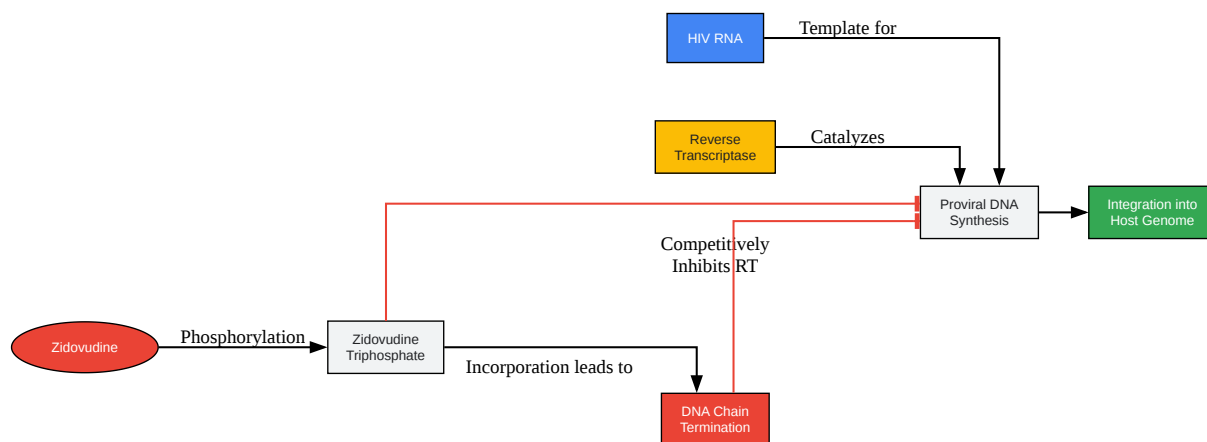 HIV RNA
Template for
Reverse
Transcriptase
Catalyzes
Proviral DNA
Synthesis
Integration into
Host Genome
Competitively
Inhibits RT
Zidovudine
Phosphorylation
Zidovudine
Triphosphate
Incorporation leads to
DNA Chain
Termination